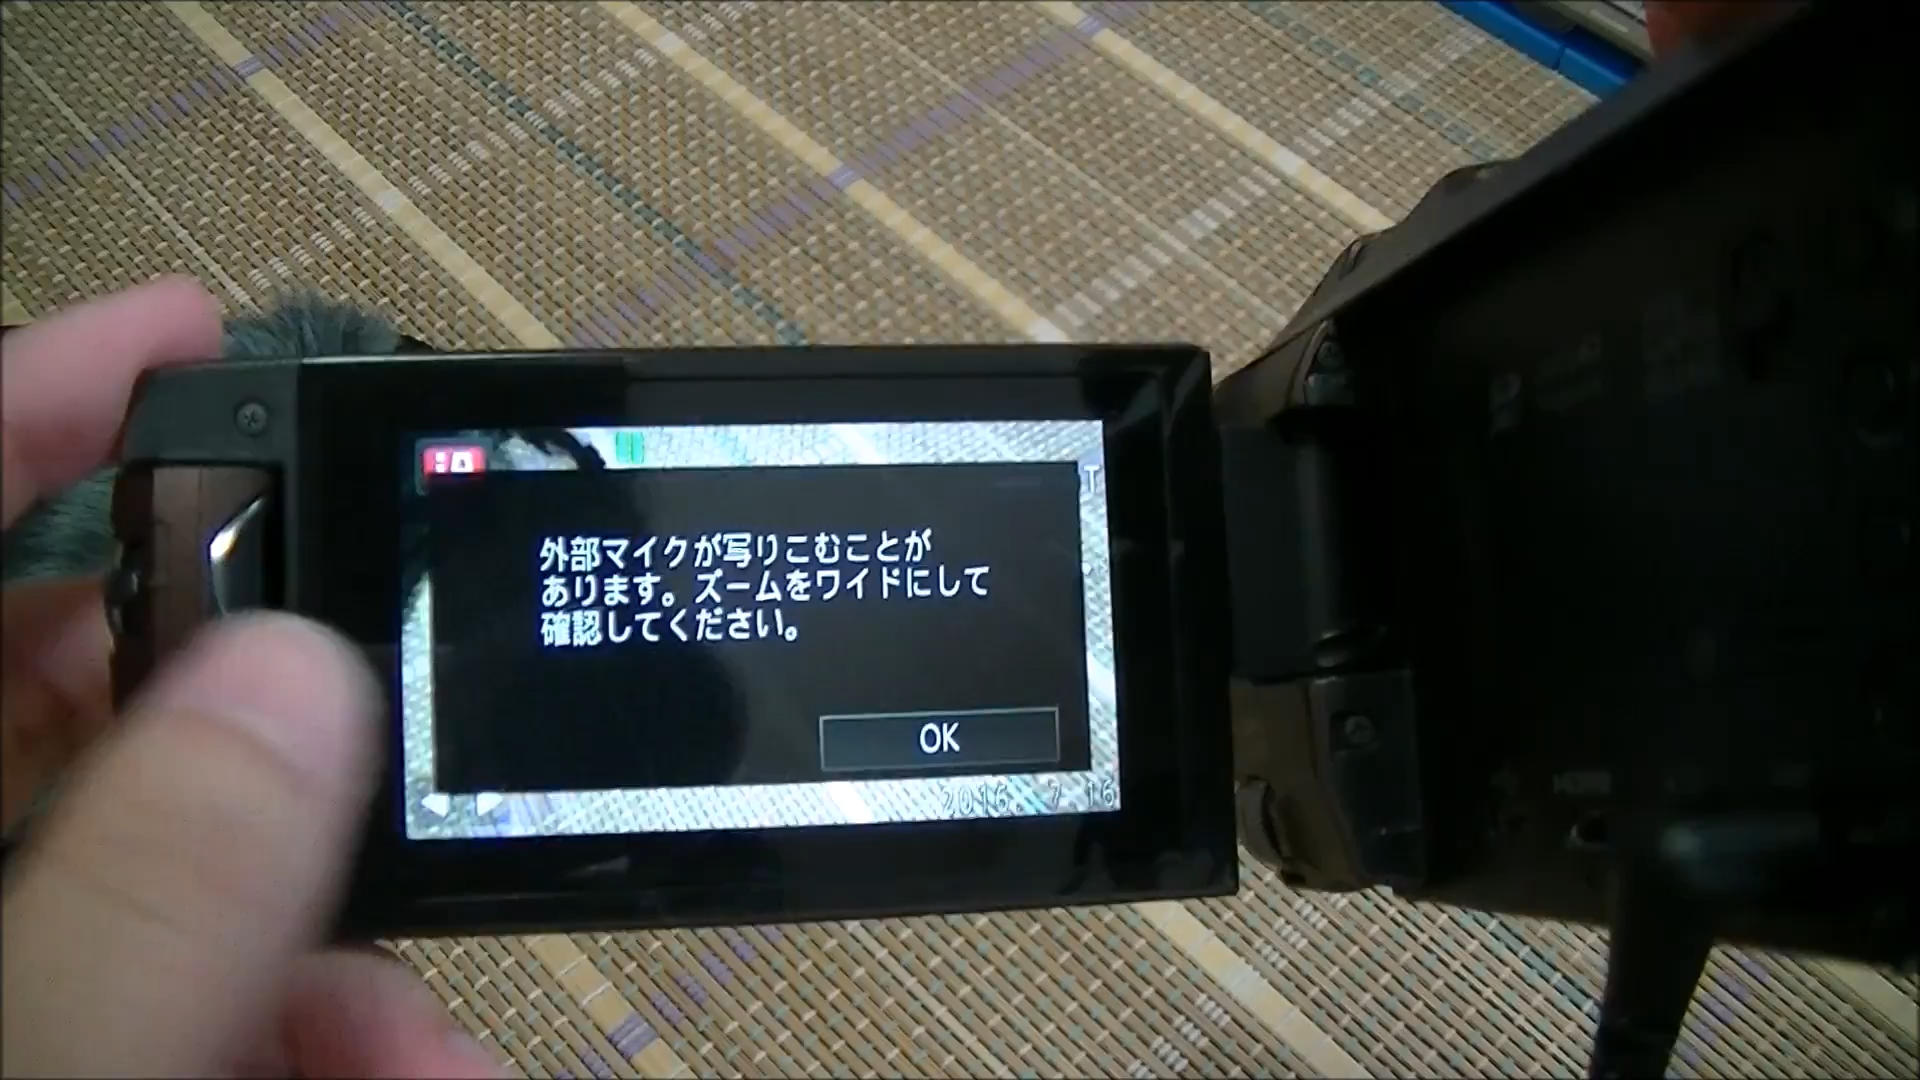 T
外部マイクが写りこむことが
あります。ズームをワイドにして
確認してください。
OK
2016. 7.16